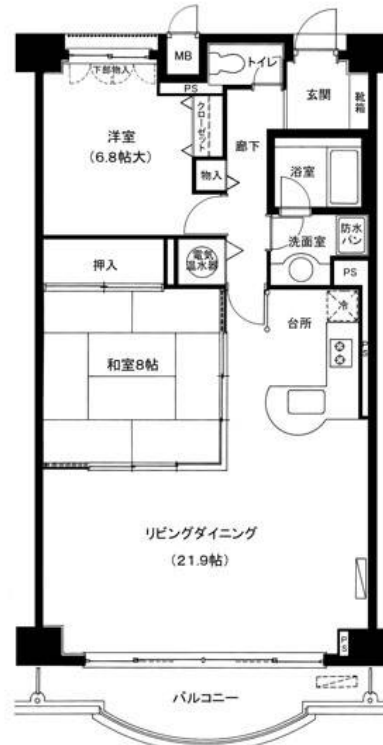 MB
トイレ
下部物入
PS
玄関
靴箱
クローゼット
洋室
(6.8帖大)
廊下
物入
浴室
防水
パン
洗面室
電気
温水器
押入
PS
冷
台所
PS
和室8帖
リビングダイニング
(21.9帖)
PS
バルコニー